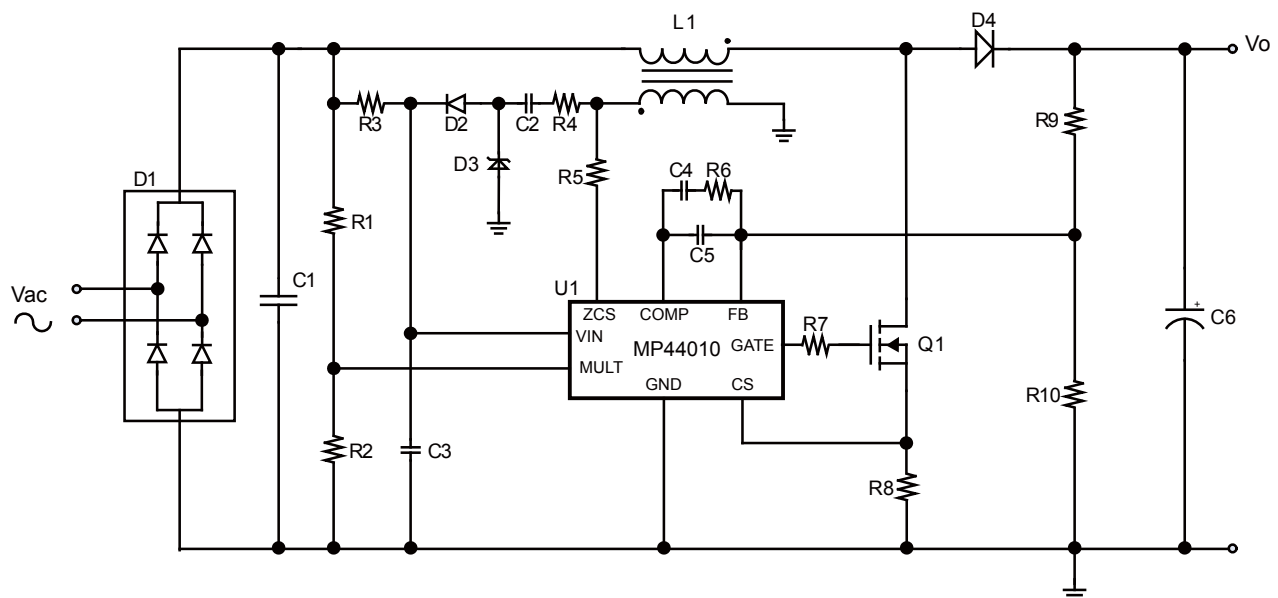 L1
D4
Vo
R3
D2
C2
R4
R9
D3
R5
C4
R6
D1
R1
C5
C1
U1
Vac
ZCS
COMP
FB
R7
C6
VIN
MP44010
GATE
Q1
MULT
GND
CS
R10
R2
C3
R8
+